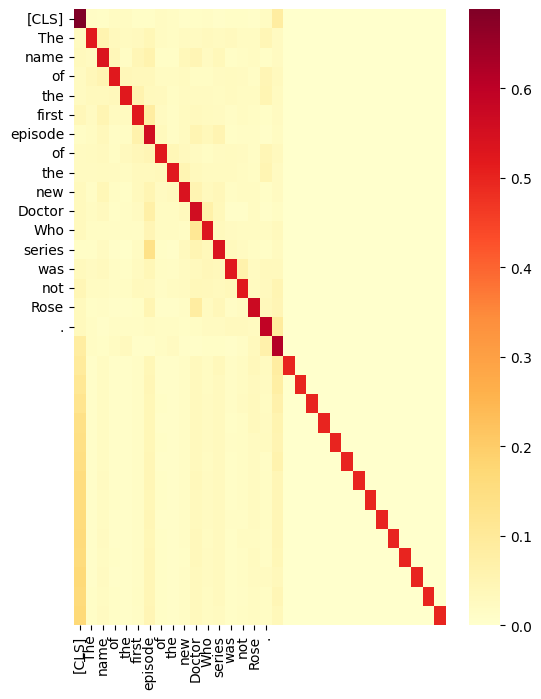 [CLS]
The
name
of
the
first
episode
of
the
new
Doctor
Who
series
was
not
Rose
.
0.6
0.5
0.4
0.3
0.2
0.1
0.0
[CLS]
The
name
of
the
first
episode
of
the
new
Doctor
Who
series
was
not
Rose
.